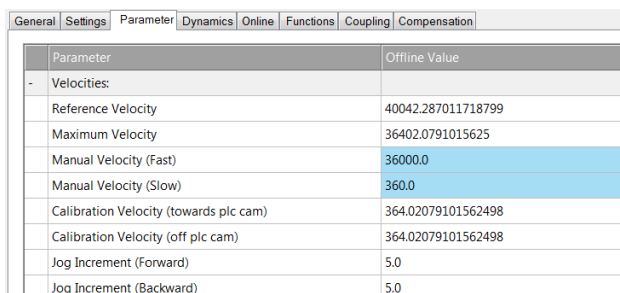 General Settings Parameter Dynamics Online Functions Coupling Compensation
Parameter Offline Value
- Velocities:
Reference Velocity 40042.287011718799
Maximum Velocity 36402.0791015625
Manual Velocity (Fast) 36000.0
Manual Velocity (Slow) 360.0
Calibration Velocity (towards plc cam) 364.02079101562498
Calibration Velocity (off plc cam) 364.02079101562498
Jog Increment (Forward) 5.0
Jog Increment (Backward) 5.0